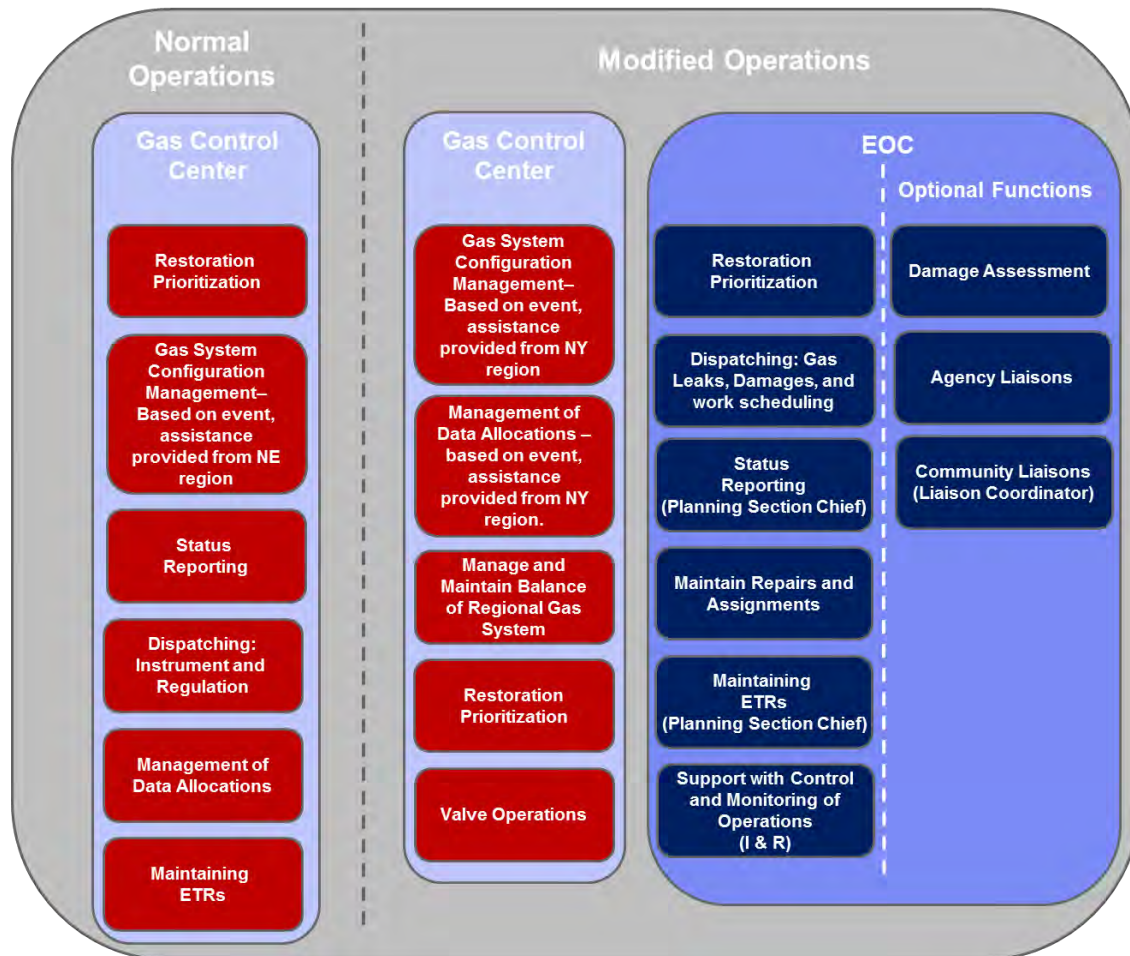 Normal
Operations
Gas Control
Center
Restoration
Prioritization
Gas System
Configuration
Management–
Based on event,
assistance
provided from NE
region
Status
Reporting
Dispatching:
Instrument and
Regulation
Management of
Data Allocations
Maintaining
ETRs
Modified Operations
Gas Control
Center
Gas System
Configuration
Management–
Based on event,
assistance
provided from NY
region
Management of
Data Allocations –
based on event,
assistance
provided from NY
region.
Manage and
Maintain Balance
of Regional Gas
System
Restoration
Prioritization
Valve Operations
EOC
Restoration
Prioritization
Dispatching: Gas
Leaks, Damages, and
work scheduling
Status
Reporting
(Planning Section Chief)
Maintain Repairs and
Assignments
Maintaining
ETRs
(Planning Section Chief)
Support with Control
and Monitoring of
Operations
(I & R)
Optional Functions
Damage Assessment
Agency Liaisons
Community Liaisons
(Liaison Coordinator)